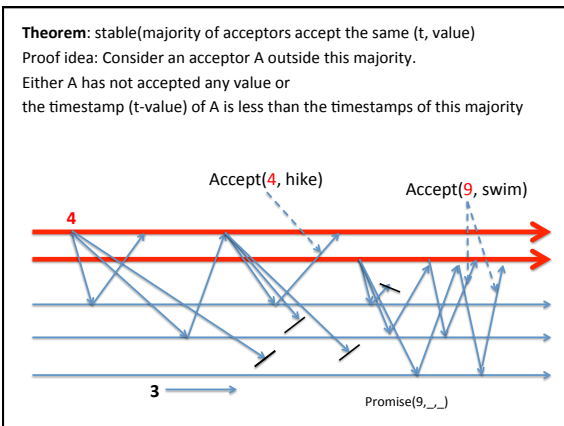 Theorem: stable(majority of acceptors accept the same (t, value)
Proof idea: Consider an acceptor A outside this majority.
Either A has not accepted any value or
the timestamp (t-value) of A is less than the timestamps of this majority
Accept(4, hike)
Accept(9, swim)
4
3
Promise(9,_,_)